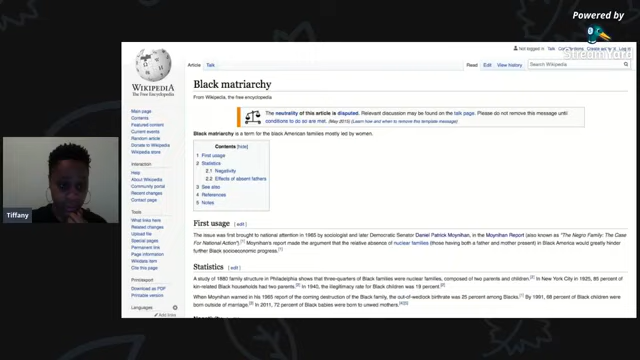 Powered by
StreamYard
Tiffany
WIKIPEDIA
The Free Encyclopedia
Main page
Contents
Featured content
Current events
Random article
Donate to Wikipedia
Wikipedia store
Interaction
Help
About Wikipedia
Community portal
Recent changes
Contact page
Tools
What links here
Related changes
Upload file
Special pages
Permanent link
Page information
Wikidata item
Cite this page
Print/export
Download as PDF
Printable version
Languages
Add links
Not logged in Talk Log in
Article Talk
Read Edit View history
Search Wikipedia
Black matriarchy
From Wikipedia, the free encyclopedia
The neutrality of this article is disputed. Relevant discussion may be found on the talk page. Please do not remove this message until
conditions to do so are met. (May 2015) (Learn how and when to remove this template message)
Black matriarchy is a term for the black American families mostly led by women.
Contents [hide]
1 First usage
2 Statistics
2.1 Negativity
2.2 Effects of absent fathers
3 See also
4 References
5 Notes
First usage [ edit ]
The issue was first brought to national attention in 1965 by sociologist and later Democratic Senator Daniel Patrick Moynihan, in the Moynihan Report (also known as "The Negro Family: The Case
For National Action").[1] Moynihan's report made the argument that the relative absence of nuclear families (those having both a father and mother present) in Black America would greatly hinder
further Black socioeconomic progress.[1]
Statistics [ edit ]
A study of 1880 family structure in Philadelphia shows that three-quarters of Black families were nuclear families, composed of two parents and children. In New York City in 1925, 85 percent of
kin-related Black households had two parents. In 1940, the illegitimacy rate for Black children was 19 percent.
When Moynihan warned in his 1965 report of the coming destruction of the Black family, the out-of-wedlock birthrate was 25 percent among Blacks. By 1991, 68 percent of Black children were
born outside of marriage. In 2011, 72 percent of Black babies were born to unwed mothers.